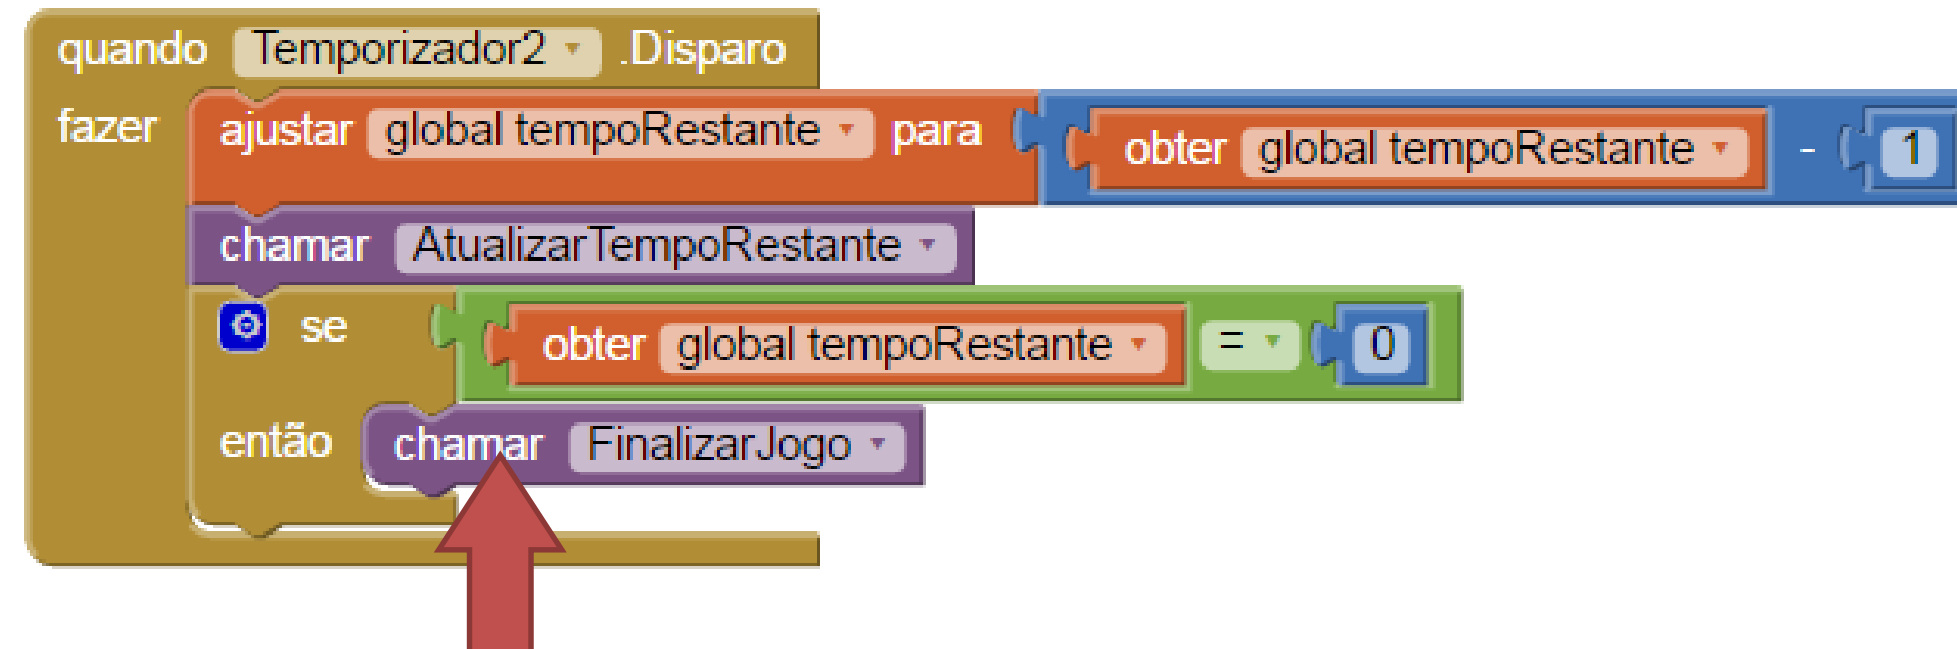 quando Temporizador2 .Disparo
fazer ajustar global tempoRestante para obter global tempoRestante - 1
chamar AtualizarTempoRestante
se obter global tempoRestante = 0
então chamar FinalizarJogo